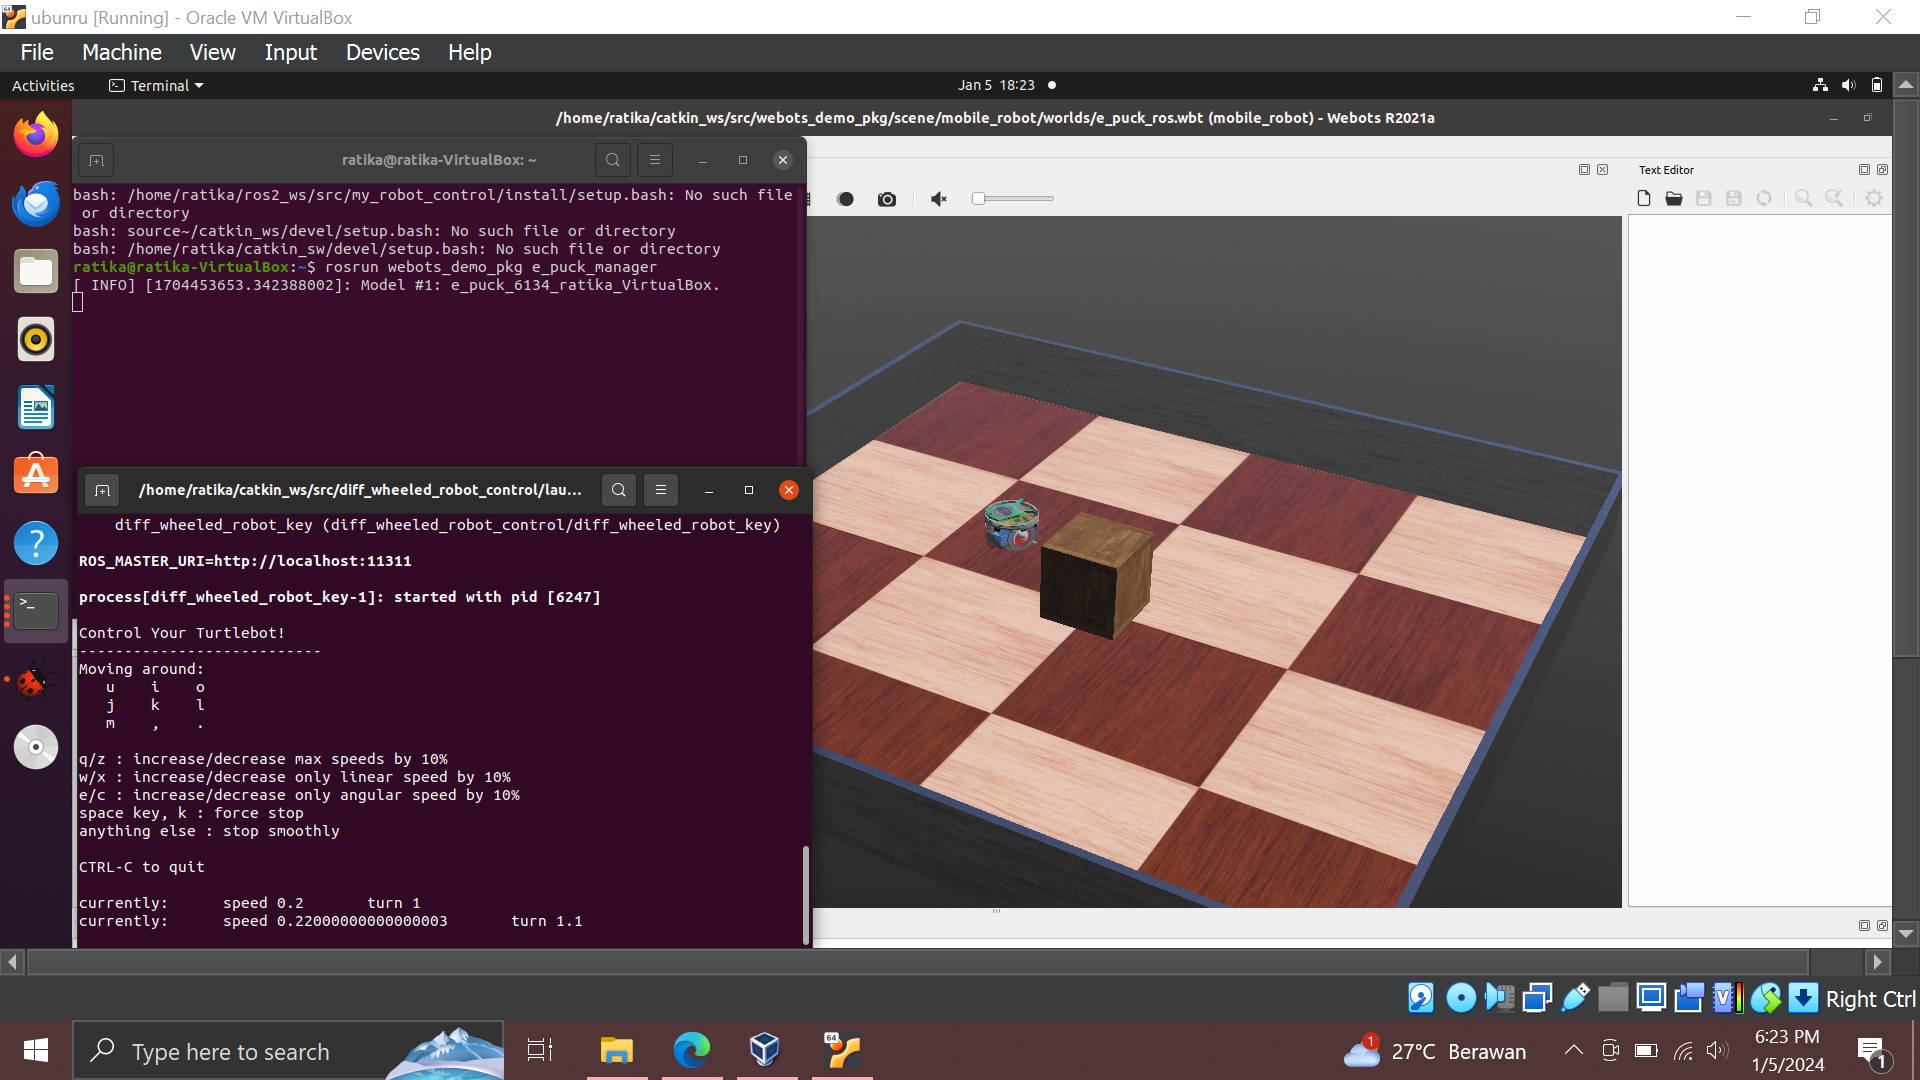 ubunru [Running] - Oracle VM VirtualBox
File Machine View Input Devices Help
Activities Terminal Jan 5 18:23
/home/ratika/catkin_ws/src/webots_demo_pkg/scene/mobile_robot/worlds/e_puck_ros.wbt (mobile_robot) - Webots R2021a
ratika@ratika-VirtualBox: ~
Text Editor
bash: /home/ratika/ros2_ws/src/my_robot_control/install/setup.bash: No such file
or directory
bash: source~/catkin_ws/devel/setup.bash: No such file or directory
bash: /home/ratika/catkin_sw/devel/setup.bash: No such file or directory
ratika@ratika-VirtualBox:~$ rosrun webots_demo_pkg e_puck_manager
[ INFO] [1704453653.342388002]: Model #1: e_puck_6134_ratika_VirtualBox.
/home/ratika/catkin_ws/src/diff_wheeled_robot_control/lau...
diff_wheeled_robot_key (diff_wheeled_robot_control/diff_wheeled_robot_key)
ROS_MASTER_URI=http://localhost:11311
process[diff_wheeled_robot_key-1]: started with pid [6247]
Control Your Turtlebot!
---------------------------
Moving around:
u i o
j k l
m , .
q/z : increase/decrease max speeds by 10%
w/x : increase/decrease only linear speed by 10%
e/c : increase/decrease only angular speed by 10%
space key, k : force stop
anything else : stop smoothly
CTRL-C to quit
currently: speed 0.2 turn 1
currently: speed 0.22000000000000003 turn 1.1
Right Ctrl
Type here to search
64
1
27°C Berawan
6:23 PM
1/5/2024
1